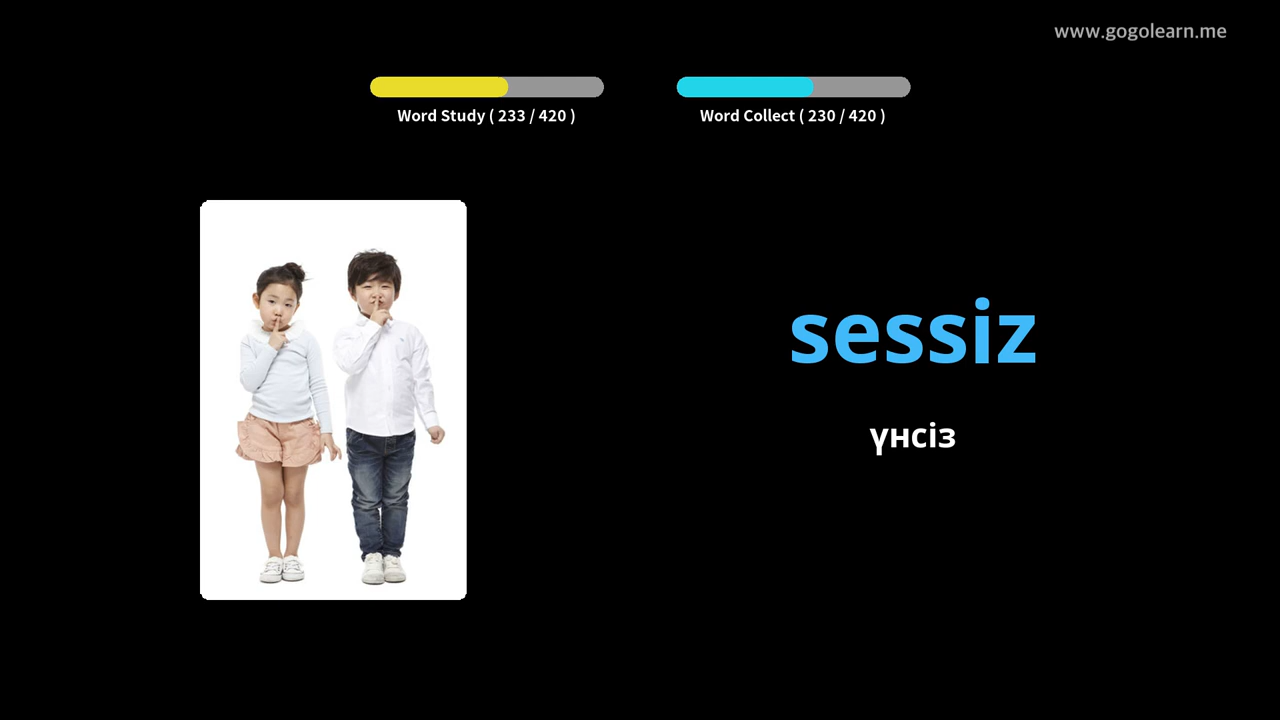 www.gogolearn.me
Word Study ( 233 / 420 )
Word Collect ( 230 / 420 )
sessiz
үнсіз